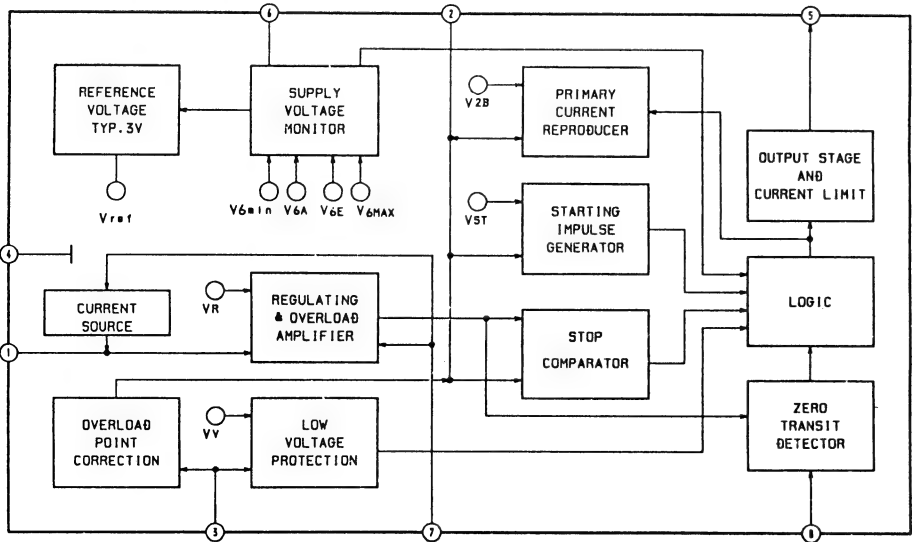 6
2
5
REFERENCE
VOLTAGE
TYP.3V
SUPPLY
VOLTAGE
MONITOR
V2B
PRIMARY
CURRENT
REPRODUCER
OUTPUT STAGE
AND
CURRENT LIMIT
Vref
V6min
V6A
V6E
V6MAX
VST
STARTING
IMPULSE
GENERATOR
4
CURRENT
SOURCE
VR
REGULATING
& OVERLOAD
AMPLIFIER
STOP
COMPARATOR
LOGIC
1
OVERLOAD
POINT
CORRECTION
VV
LOW
VOLTAGE
PROTECTION
ZERO
TRANSIT
DETECTOR
3
7
8